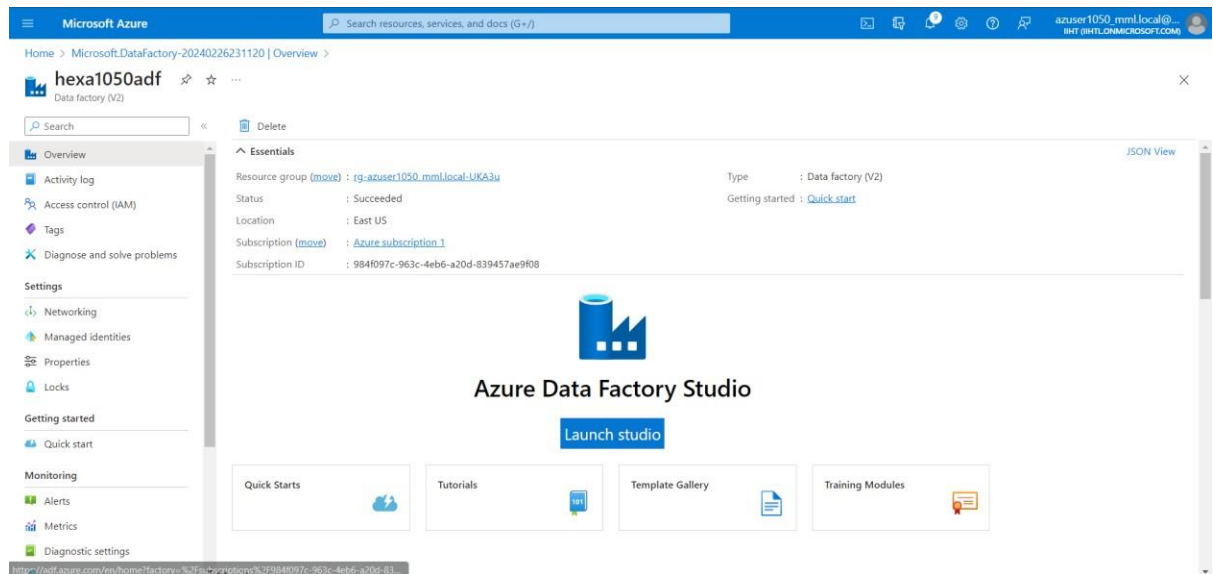 Microsoft Azure
Search resources, services, and docs (G+/)
9
azuser1050_mml.local@...
IIHT (IIHTL.ONMICROSOFT.COM)
Home > Microsoft.DataFactory-20240226231120 | Overview >
hexa1050adf
Data factory (V2)
Search
Delete
Overview
Activity log
Access control (IAM)
Tags
Diagnose and solve problems
Settings
Networking
Managed identities
Properties
Locks
Getting started
Quick start
Monitoring
Alerts
Metrics
Diagnostic settings
Essentials
JSON View
Resource group (move) : rg-azuser1050_mml.local-UKA3u
Status : Succeeded
Location : East US
Subscription (move) : Azure subscription 1
Subscription ID : 984f097c-963c-4eb6-a20d-839457ae9f08
Type : Data factory (V2)
Getting started : Quick start
Azure Data Factory Studio
Launch studio
Quick Starts
Tutorials
101
Template Gallery
Training Modules
https://adf.azure.com/en/home?factory=%2Fsubscriptions%2F984f097c-963c-4eb6-a20d-83...